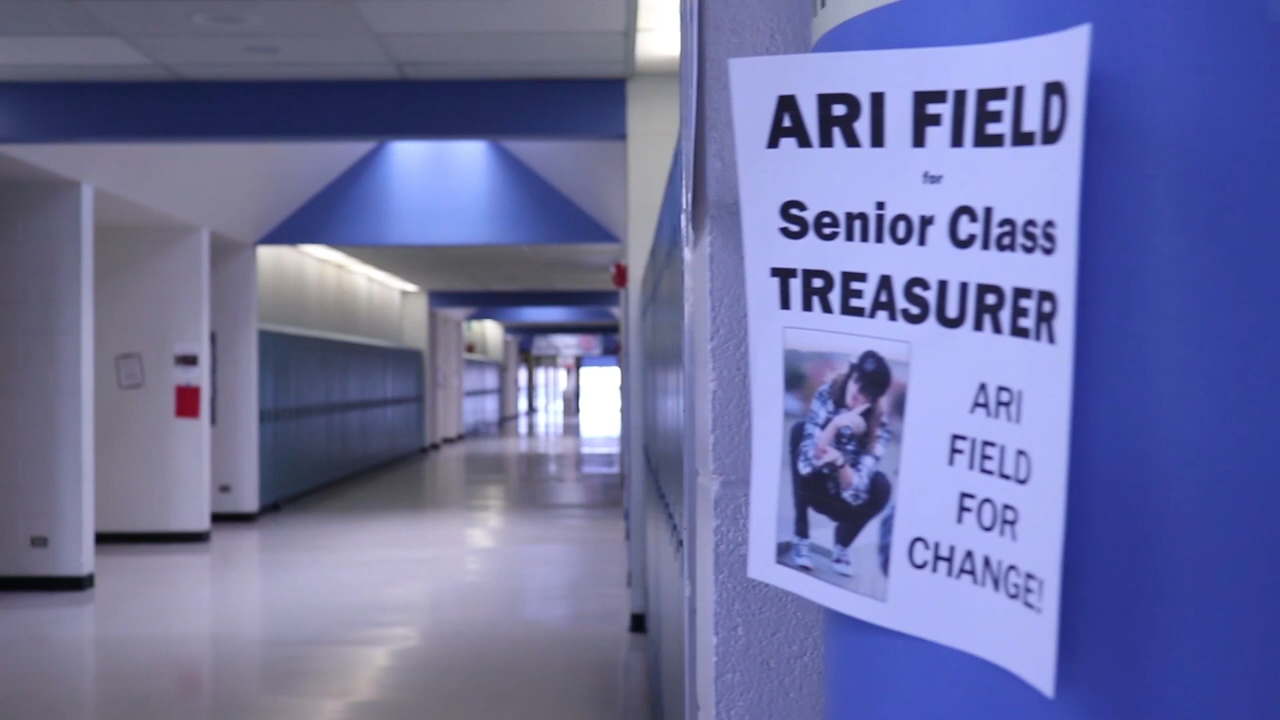 ARI FIELD
for
Senior Class
TREASURER
ARI
FIELD
FOR
CHANGE!